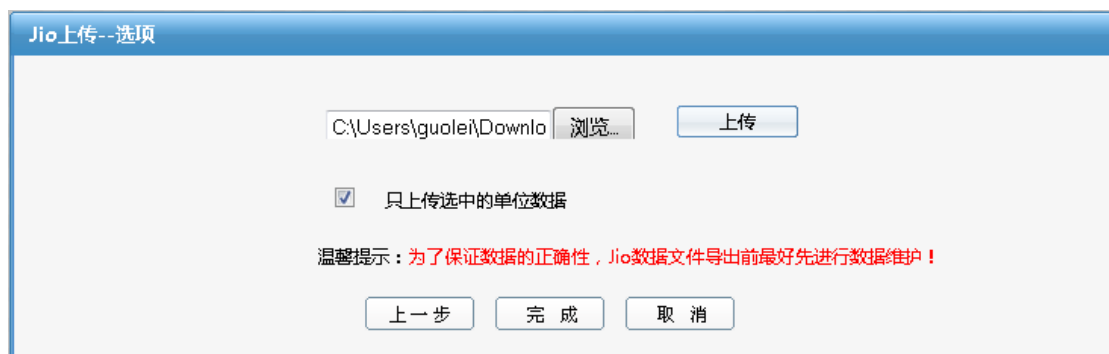 Jio上传--选项
C:\Users\guolei\Downlo 浏览... 上传
只上传选中的单位数据
温馨提示：为了保证数据的正确性，Jio数据文件导出前最好先进行数据维护！
上一步 完 成 取 消